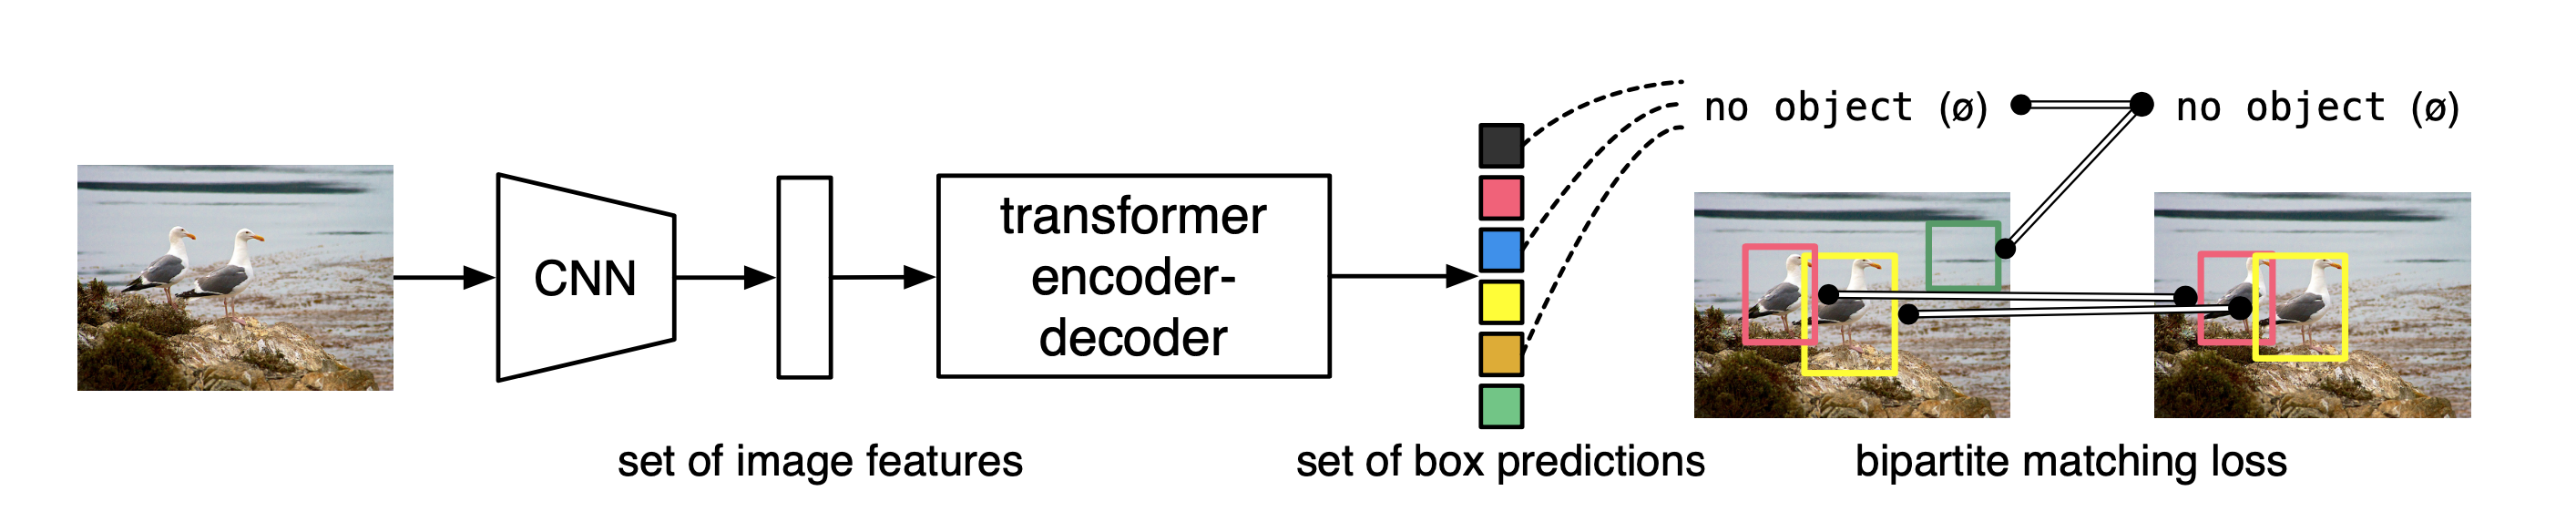 no object (ø)
no object (ø)
CNN
transformer
encoder-
decoder
set of image features
set of box predictions
bipartite matching loss